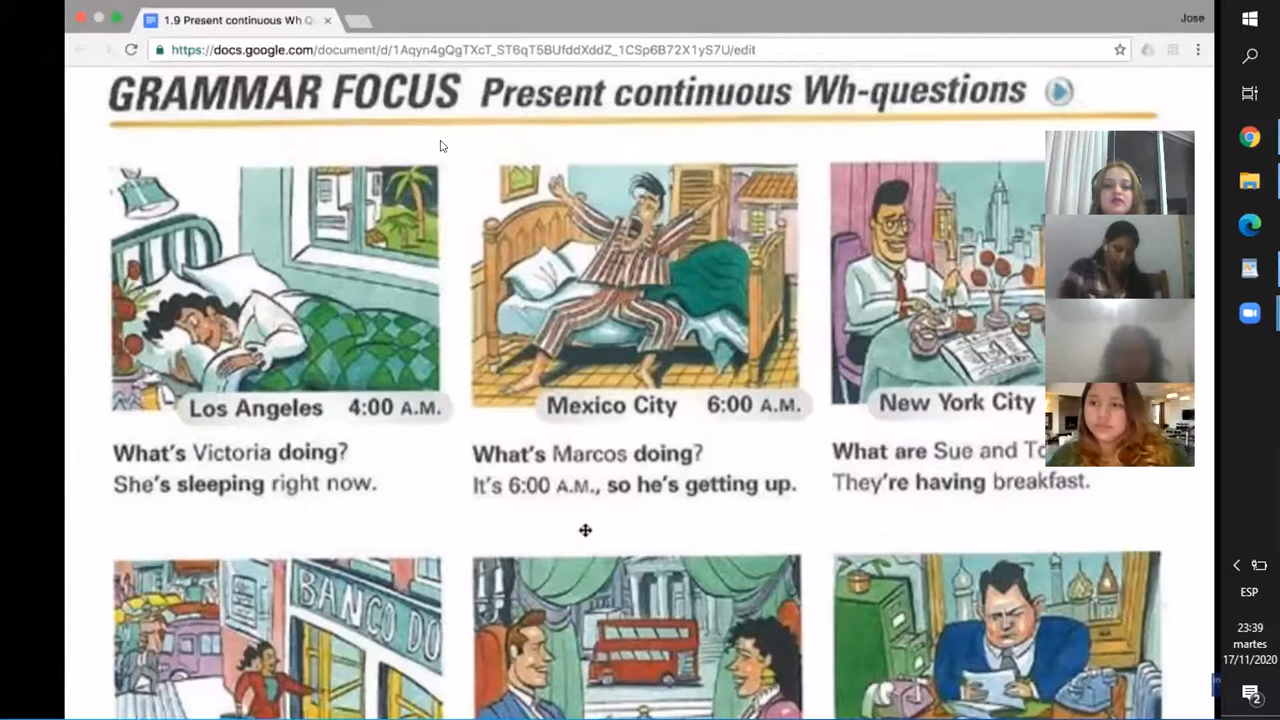 1.9 Present continuous Wh Q
Jose
https://docs.google.com/document/d/1Aqyn4gQgTXcT_ST6qT5BUfddXddZ_1CSp6B72X1yS7U/edit
GRAMMAR FOCUS Present continuous Wh-questions
Los Angeles 4:00 A.M.
Mexico City 6:00 A.M.
New York City
What's Victoria doing?
She's sleeping right now.
What's Marcos doing?
It's 6:00 A.M., so he's getting up.
What are Sue and
They're having breakfast.
BANCO DO
ESP
23:39
martes
17/11/2020
2